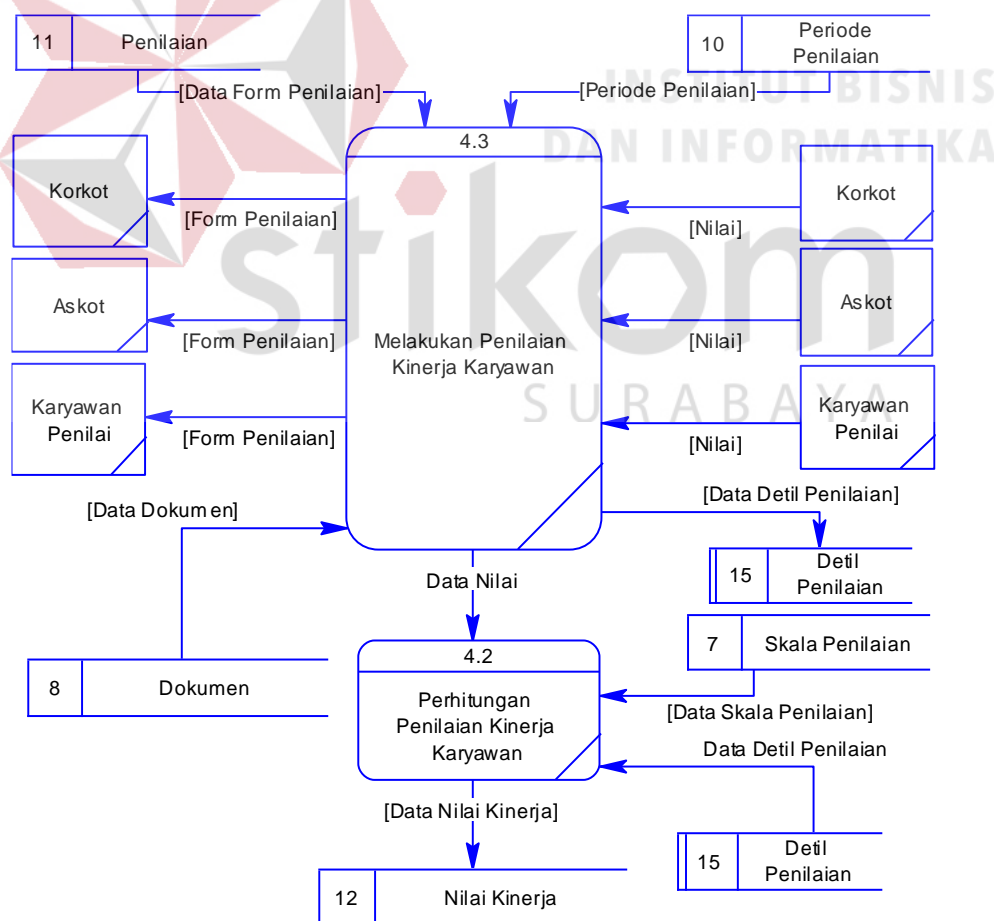 11 Penilaian
10 Periode
Penilaian
[Data Form Penilaian]
[Periode Penilaian]
INSTITUT BISNIS
DAN INFORMATIKA
4.3
Korkot
[Form Penilaian]
Korkot
[Nilai]
stikom
Askot
[Form Penilaian]
Melakukan Penilaian
Kinerja Karyawan
Askot
[Nilai]
SURABAYA
Karyawan
Penilai
[Form Penilaian]
Karyawan
Penilai
[Nilai]
[Data Dokumen]
[Data Detil Penilaian]
15 Detil
Penilaian
Data Nilai
7 Skala Penilaian
4.2
8 Dokumen
Perhitungan
Penilaian Kinerja
Karyawan
[Data Skala Penilaian]
Data Detil Penilaian
[Data Nilai Kinerja]
15 Detil
Penilaian
12 Nilai Kinerja